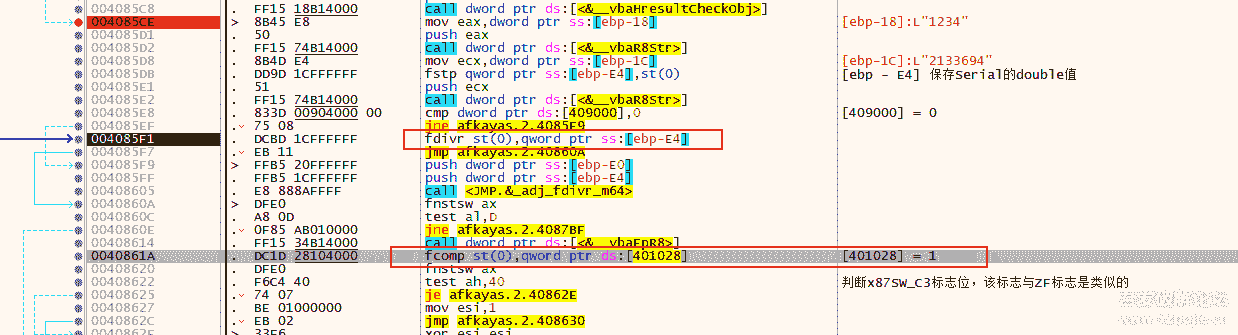 004085C8 . FF15 18B14000 call dword ptr ds:[<&__vbaHresultCheckObj>]
004085CE > 8B45 E8 mov eax,dword ptr ss:[ebp-18] [ebp-18]:L"1234"
004085D1 . 50 push eax
004085D2 . FF15 74B14000 call dword ptr ds:[<&__vbaR8Str>]
004085D8 . 8B4D E4 mov ecx,dword ptr ss:[ebp-1C] [ebp-1C]:L"2133694"
004085DB . DD9D 1CFFFFFF fstp qword ptr ss:[ebp-E4],st(0) [ebp - E4] 保存Serial的double值
004085E1 . 51 push ecx
004085E2 . FF15 74B14000 call dword ptr ds:[<&__vbaR8Str>]
004085E8 . 833D 00904000 00 cmp dword ptr ds:[409000],0 [409000] = 0
004085EF . 75 08 jne afkayas.2.4085F9
004085F1 . DCBD 1CFFFFFF fdivr st(0),qword ptr ss:[ebp-E4]
004085F7 . EB 11 jmp afkayas.2.40860A
004085F9 > FFB5 20FFFFFF push dword ptr ss:[ebp-E0]
004085FF . FFB5 1CFFFFFF push dword ptr ss:[ebp-E4]
00408605 . E8 888AFFFF call <JMP.&_adj_fdivr_m64>
0040860A > DFE0 fnstsw ax
0040860C . A8 0D test al,D
0040860E . 0F85 AB010000 jne afkayas.2.4087BF
00408614 . FF15 34B14000 call dword ptr ds:[<&__vbaFpR8>]
0040861A . DC1D 28104000 fcomp st(0),qword ptr ds:[401028] [401028] = 1
00408620 . DFE0 fnstsw ax
00408622 . F6C4 40 test ah,40 判断x87SW_C3标志位，该标志与ZF标志是类似的
00408625 . 74 07 je afkayas.2.40862E
00408627 . BE 01000000 mov esi,1
0040862C . EB 02 jmp afkayas.2.408630